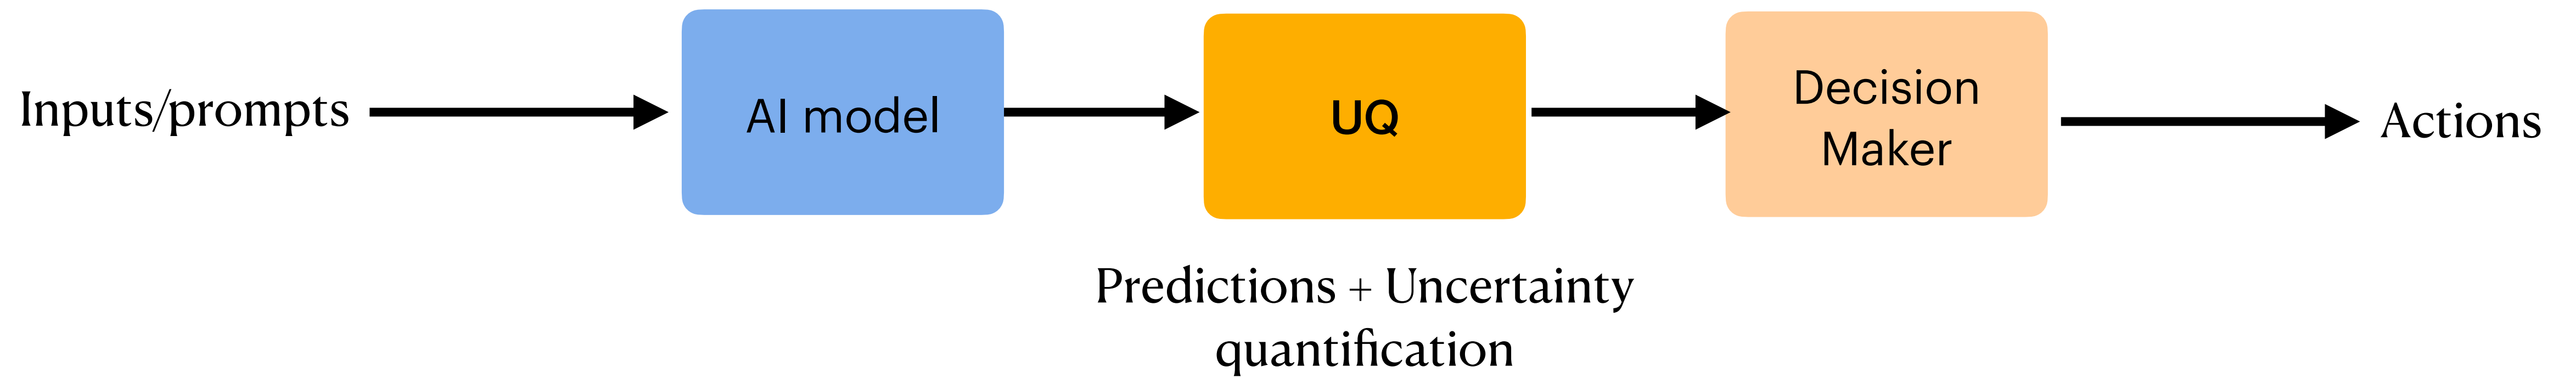 Inputs/prompts
AI model
UQ
Decision
Maker
Actions
Predictions + Uncertainty
quantification